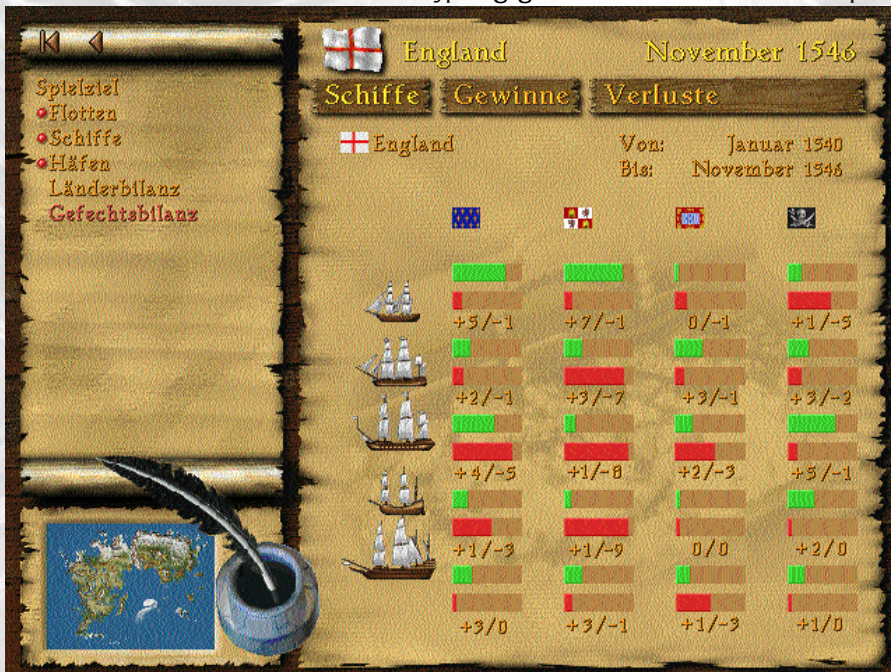 England November 1546
Spielziel
Flotten
Schiffe
Häfen
Länderbilanz
Gefechtsbilanz
Schiffe Gewinne Verluste
England
Von: Januar 1540
Bis: November 1546
+5/-1 +7/-1 0/-1 +1/-5
+2/-1 +3/-7 +3/-1 +3/-2
+4/-5 +1/-8 +2/-3 +5/-1
+1/-3 +1/-9 0/0 +2/0
+3/0 +3/-1 +1/-3 +1/0